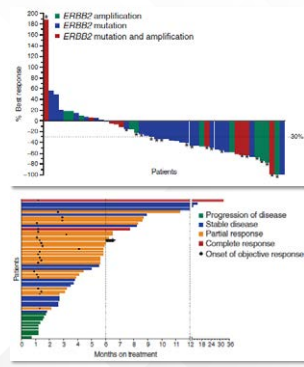 ERBB2 amplification
ERBB2 mutation
ERBB2 mutation and amplification
% Best response
200
180
160
140
120
100
80
60
40
20
0
-20
-40
-60
-80
-100
-30%
Patients
Patients
Progression of disease
Stable disease
Partial response
Complete response
Onset of objective response
0 1 2 3 4 5 6 7 8 9 10 11 12 18 24 30 36
Months on treatment